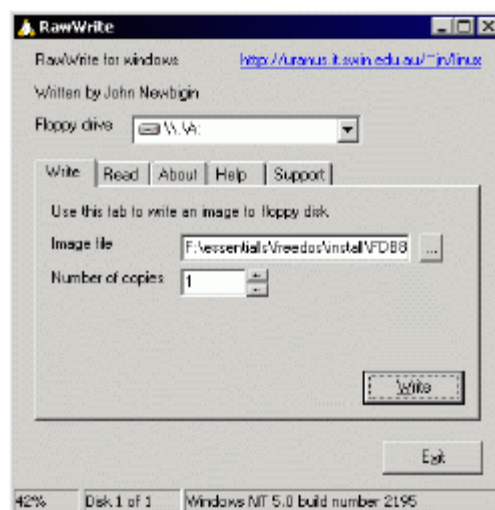 RawWrite
RawWrite for windows http://uranus.it.swin.edu.au/~jn/linux
Written by John Newbigin
Floppy drive \\.\A:
Write Read About Help Support
Use this tab to write an image to floppy disk
Image file F:\essentials\freedos\install\FDB8 ...
Number of copies 1
Write
Exit
42% Disk 1 of 1 Windows NT 5.0 build number 2195